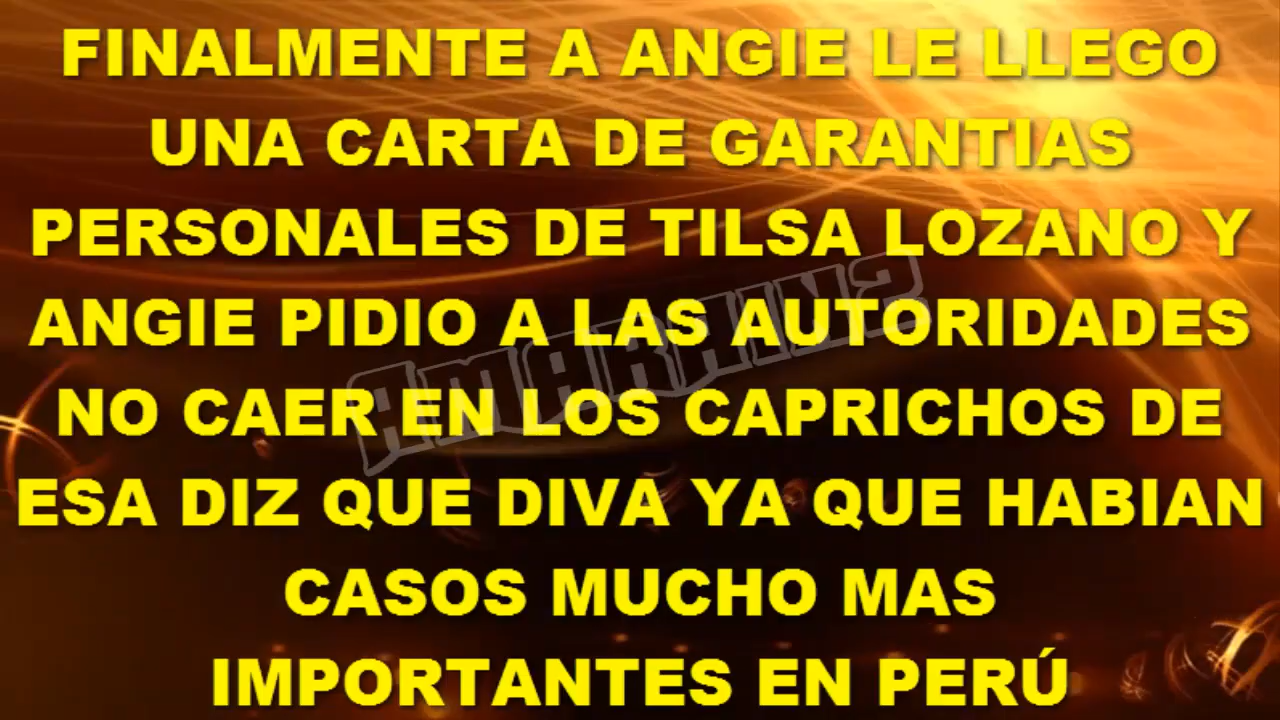 FINALMENTE A ANGIE LE LLEGO
UNA CARTA DE GARANTIAS
PERSONALES DE TILSA LOZANO Y
ANGIE PIDIO A LAS AUTORIDADES
NO CAER EN LOS CAPRICHOS DE
ESA DIZ QUE DIVA YA QUE HABIAN
CASOS MUCHO MAS
IMPORTANTES EN PERÚ